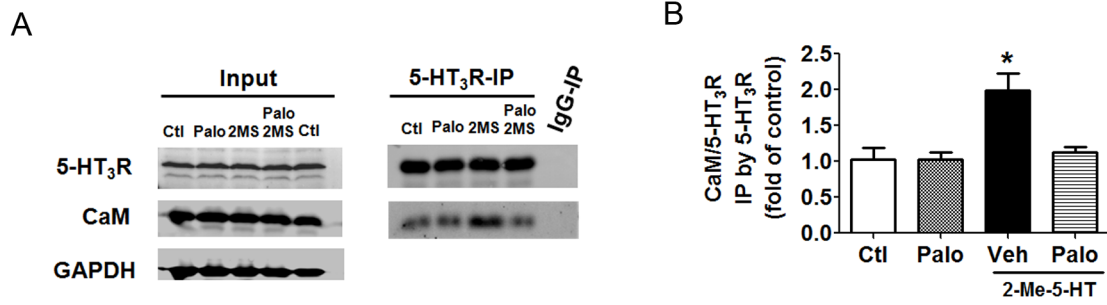 A
Input
5-HT₃R-IP
IgG-IP
Ctl Palo 2MS Palo 2MS Ctl
Ctl Palo 2MS Palo 2MS
5-HT₃R
CaM
GAPDH
B
CaM/5-HT₃R
IP by 5-HT₃R
(fold of control)
2.5
2.0
1.5
1.0
0.5
0.0
*
Ctl Palo Veh Palo
2-Me-5-HT